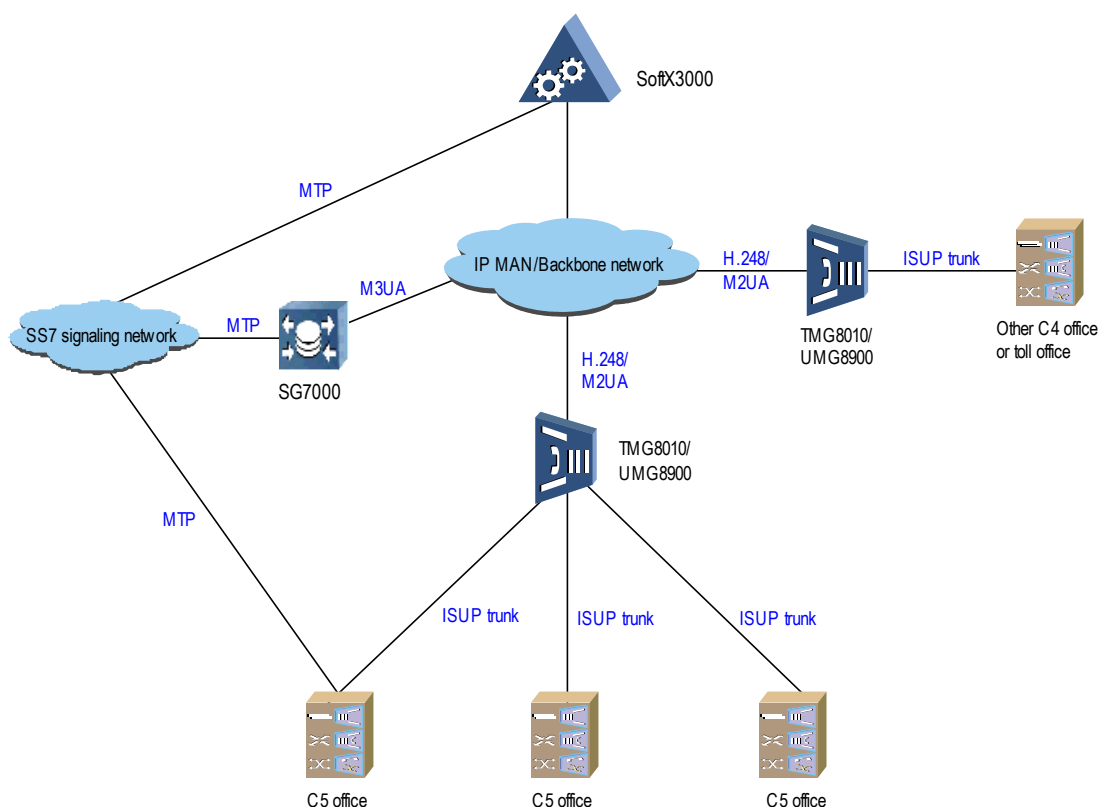 SoftX3000
MTP
IP MAN/Backbone network
H.248/
M2UA
ISUP trunk
M3UA
SS7 signaling network
MTP
SG7000
TMG8010/
UMG8900
Other C4 office
or toll office
H.248/
M2UA
TMG8010/
UMG8900
MTP
ISUP trunk
ISUP trunk
ISUP trunk
C5 office
C5 office
C5 office